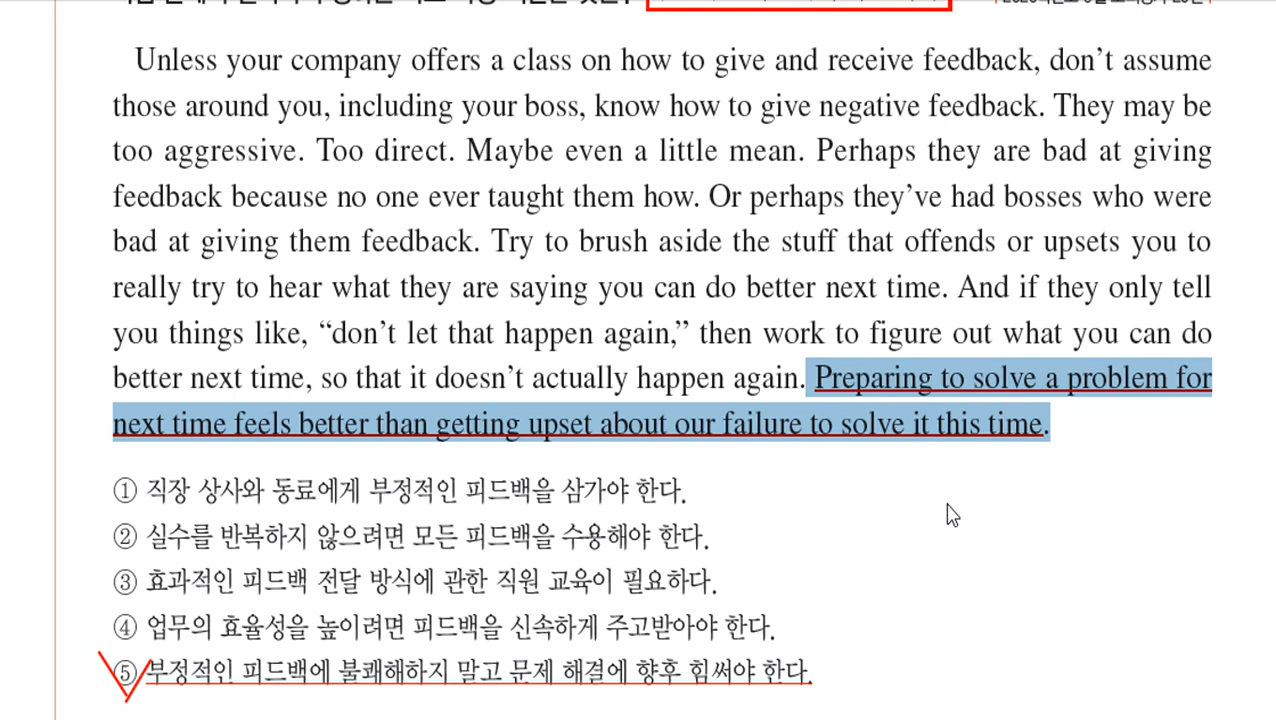 Unless your company offers a class on how to give and receive feedback, don’t assume
those around you, including your boss, know how to give negative feedback. They may be
too aggressive. Too direct. Maybe even a little mean. Perhaps they are bad at giving
feedback because no one ever taught them how. Or perhaps they’ve had bosses who were
bad at giving them feedback. Try to brush aside the stuff that offends or upsets you to
really try to hear what they are saying you can do better next time. And if they only tell
you things like, “don’t let that happen again,” then work to figure out what you can do
better next time, so that it doesn’t actually happen again. Preparing to solve a problem for
next time feels better than getting upset about our failure to solve it this time.
① 직장 상사와 동료에게 부정적인 피드백을 삼가야 한다.
② 실수를 반복하지 않으려면 모든 피드백을 수용해야 한다.
③ 효과적인 피드백 전달 방식에 관한 직원 교육이 필요하다.
④ 업무의 효율성을 높이려면 피드백을 신속하게 주고받아야 한다.
⑤ 부정적인 피드백에 불쾌해하지 말고 문제 해결에 향후 힘써야 한다.